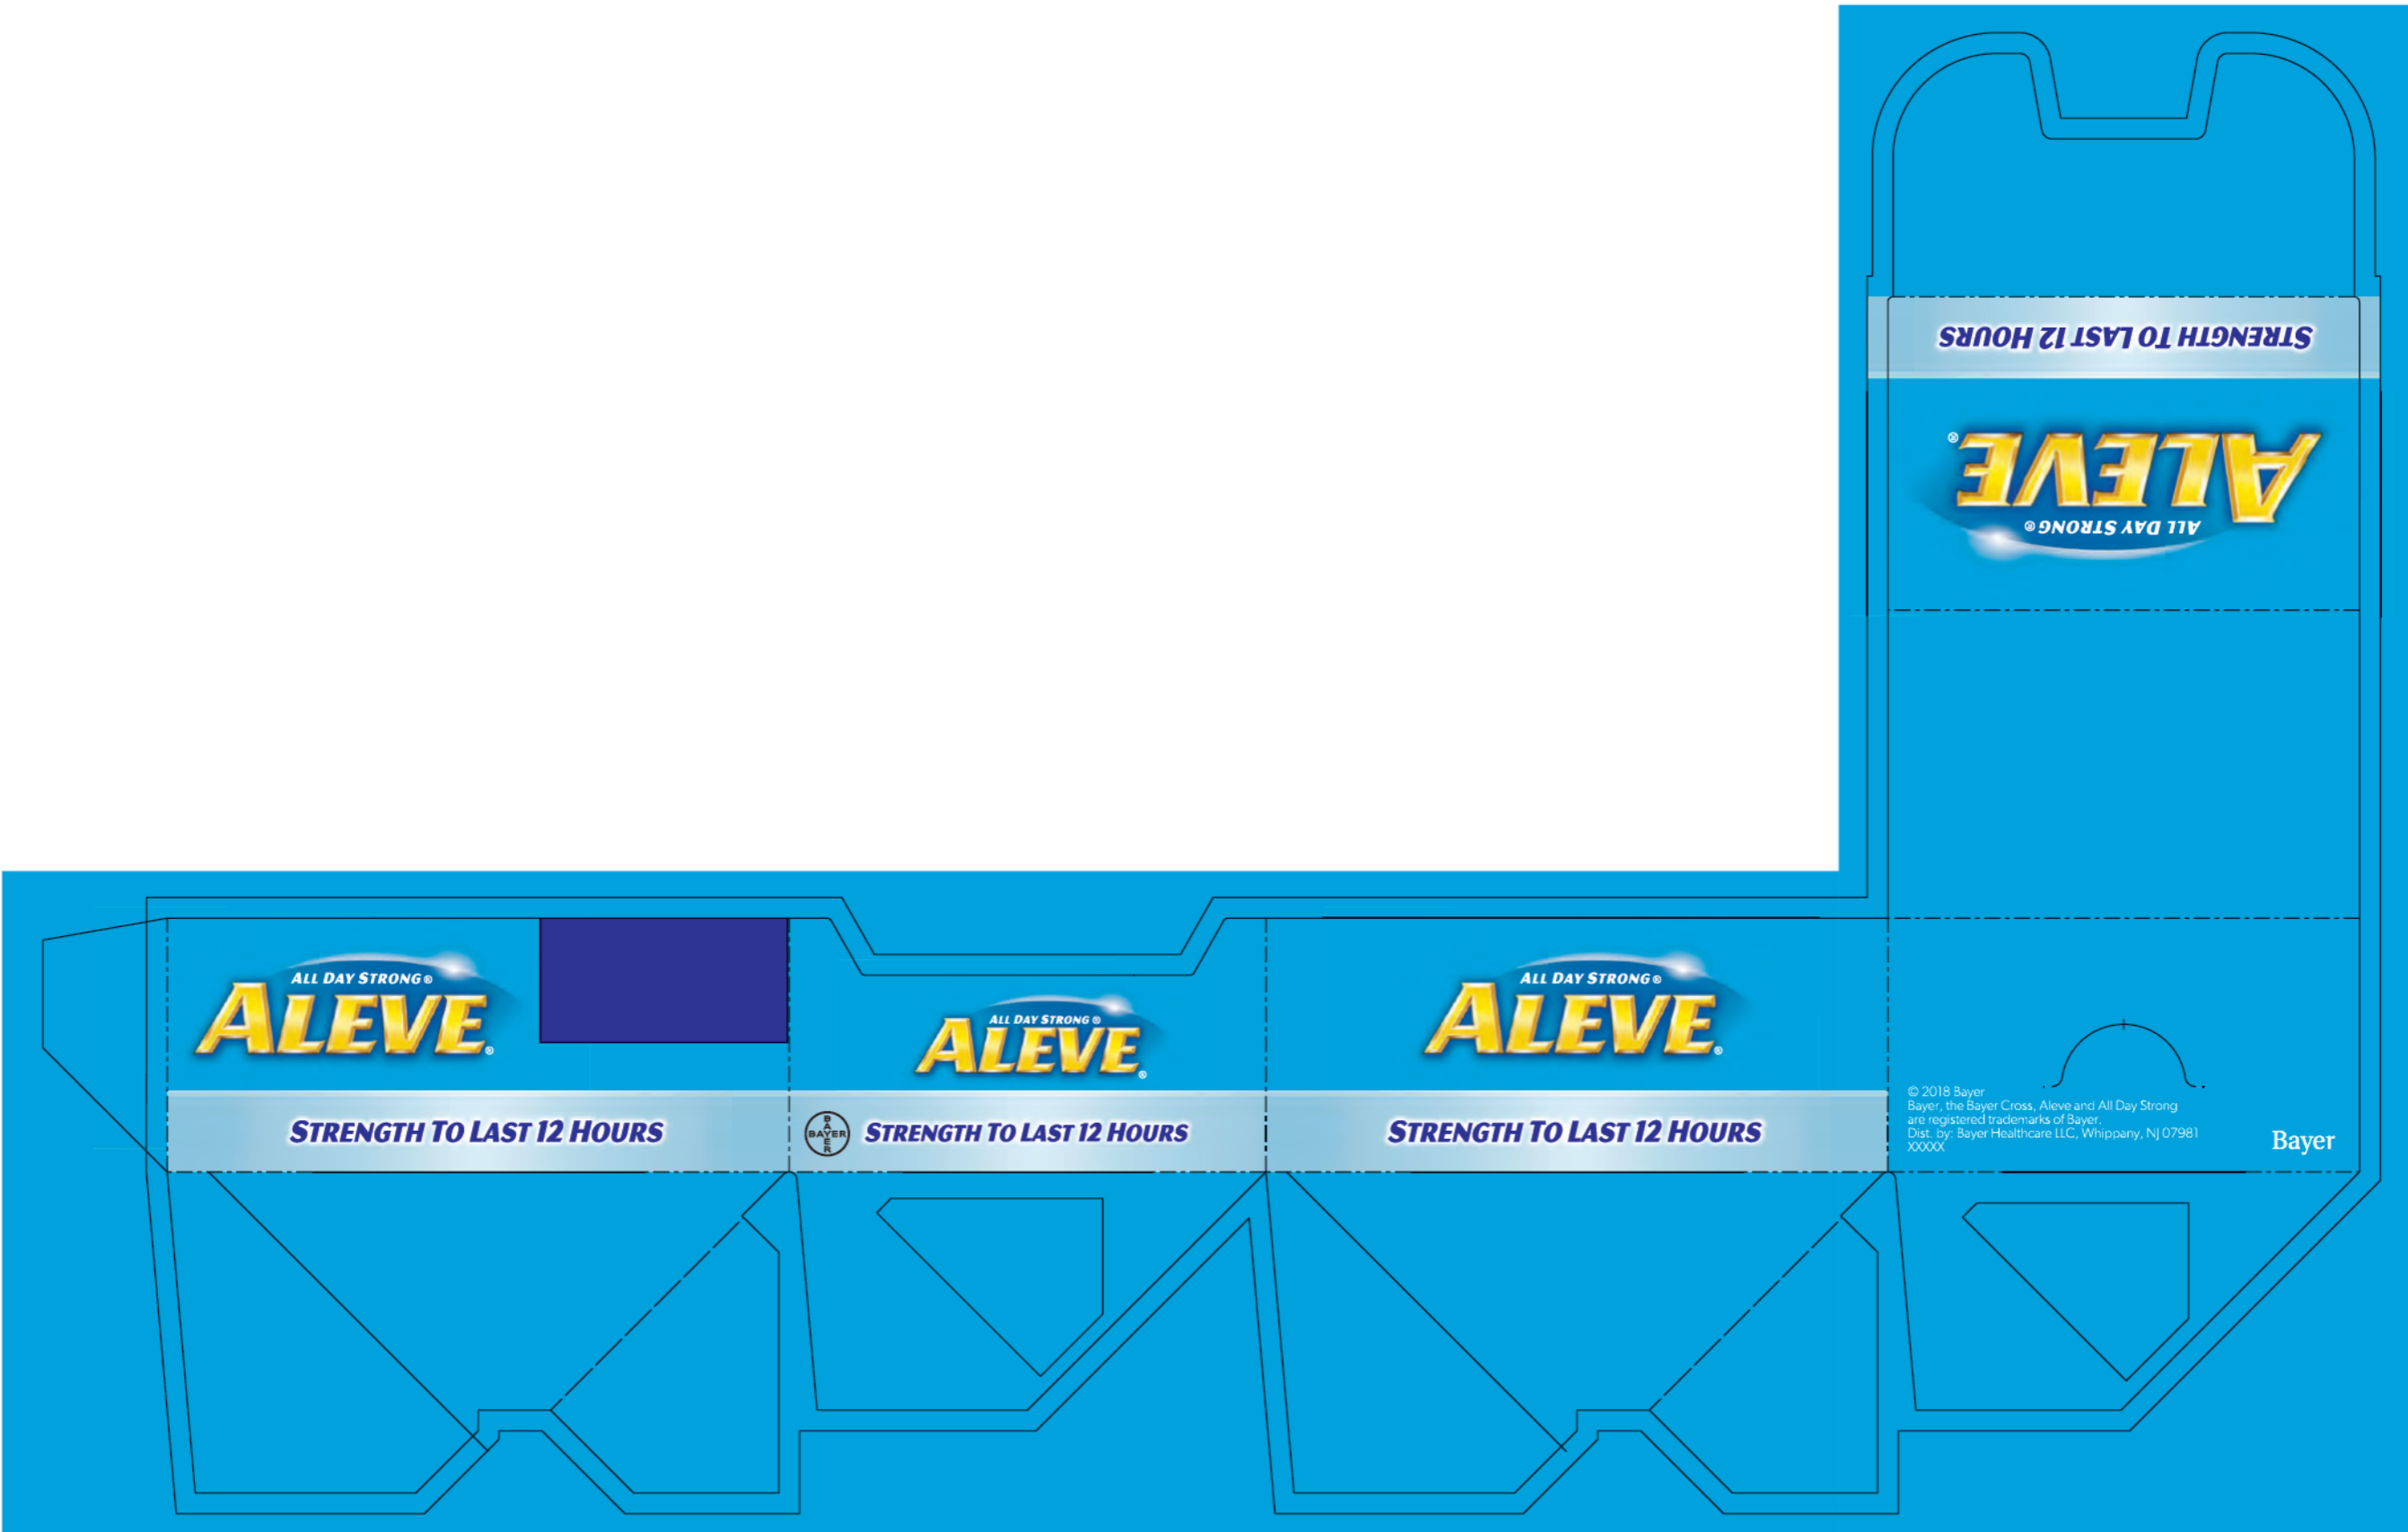 STRENGTH TO LAST 12 HOURS
ALEVE®
ALL DAY STRONG®
ALL DAY STRONG®
ALEVE®
STRENGTH TO LAST 12 HOURS
ALL DAY STRONG®
ALEVE®
BAYER
BAYER
STRENGTH TO LAST 12 HOURS
ALL DAY STRONG®
ALEVE®
STRENGTH TO LAST 12 HOURS
© 2018 Bayer
Bayer, the Bayer Cross, Aleve and All Day Strong
are registered trademarks of Bayer.
Dist. by: Bayer Healthcare LLC, Whippany, NJ 07981
XXXXX
Bayer